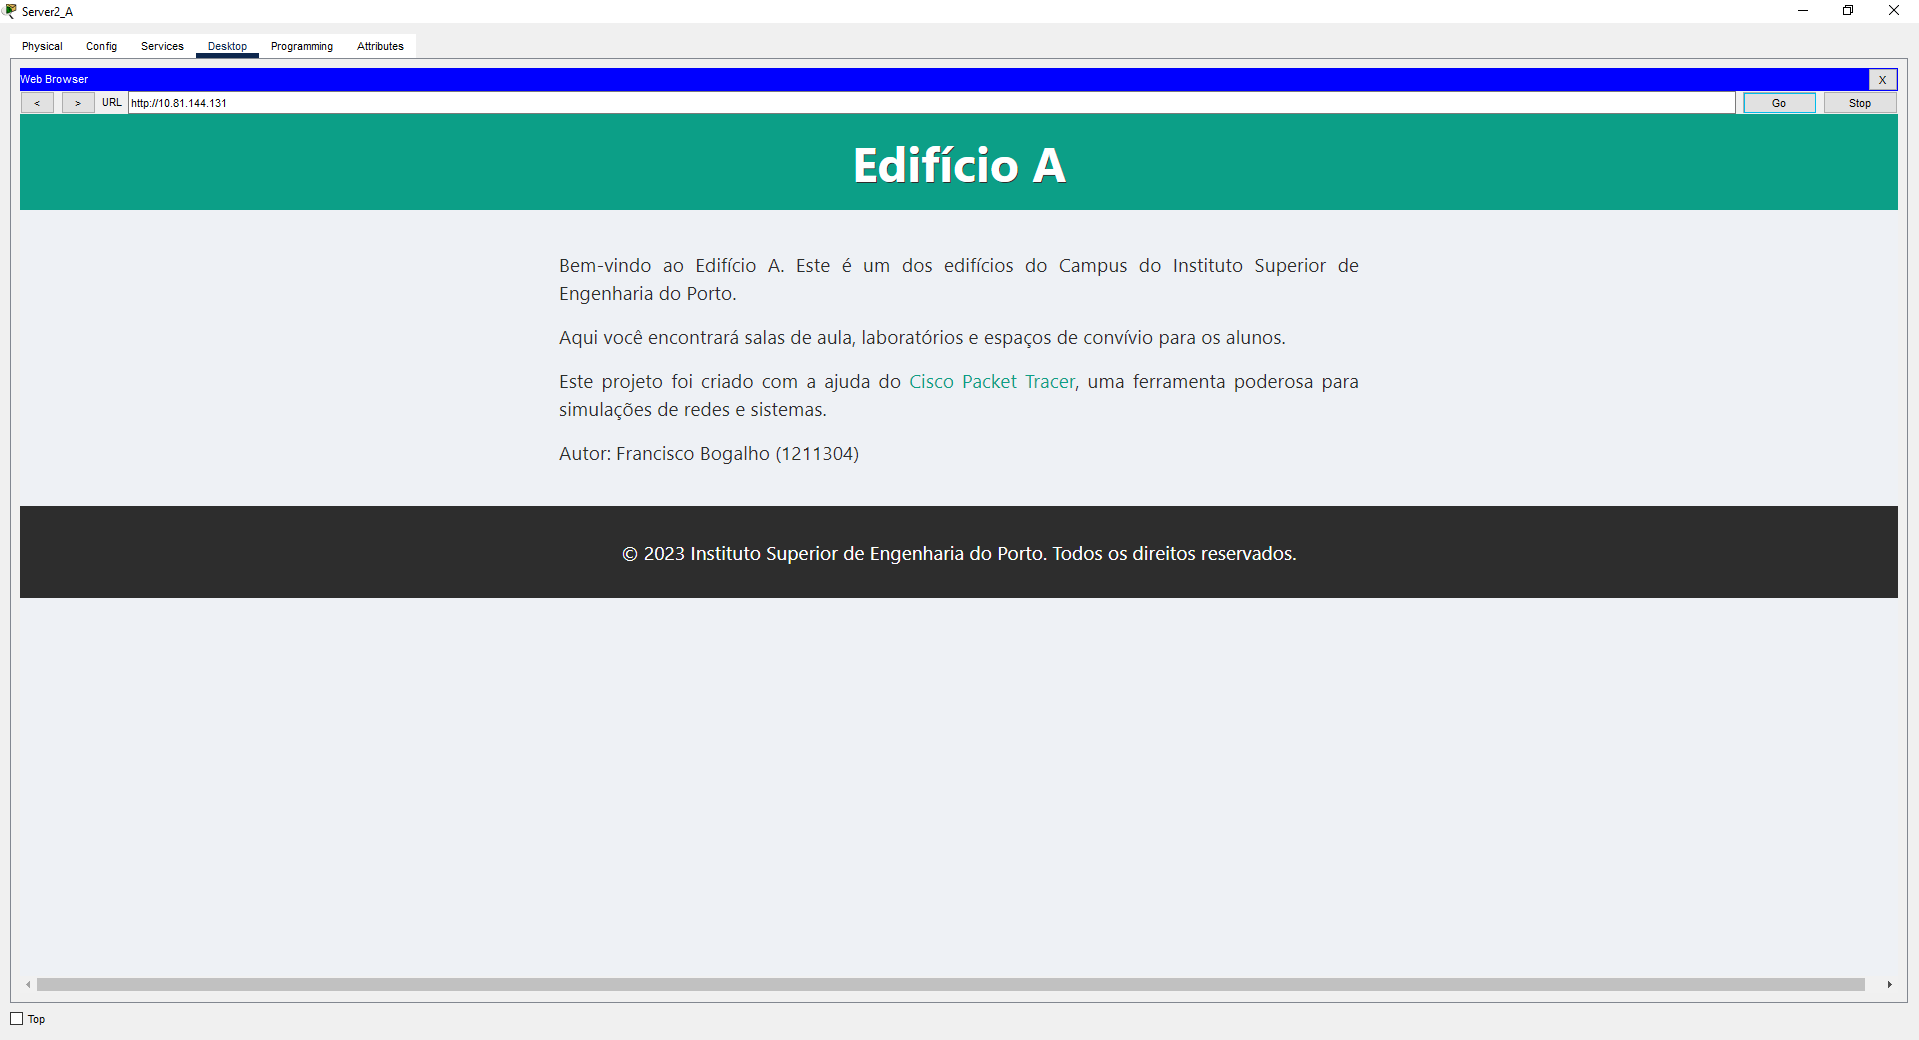 Server2_A
Physical Config Services Desktop Programming Attributes
Web Browser X
< > URL http://10.81.144.131 Go Stop
Edifício A
Bem-vindo ao Edifício A. Este é um dos edifícios do Campus do Instituto Superior de
Engenharia do Porto.
Aqui você encontrará salas de aula, laboratórios e espaços de convívio para os alunos.
Este projeto foi criado com a ajuda do Cisco Packet Tracer, uma ferramenta poderosa para
simulações de redes e sistemas.
Autor: Francisco Bogalho (1211304)
© 2023 Instituto Superior de Engenharia do Porto. Todos os direitos reservados.
Top